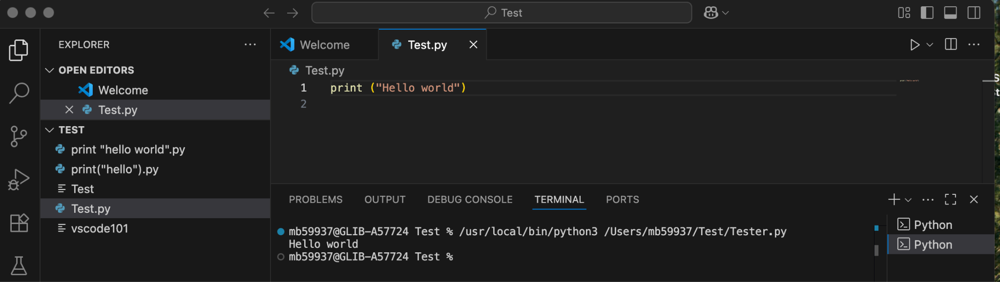 Test
EXPLORER
OPEN EDITORS
Welcome
Test.py
TEST
print "hello world".py
print("hello").py
Test
Test.py
vscode101
Welcome
Test.py
Test.py
1 print ("Hello world")
2
PROBLEMS OUTPUT DEBUG CONSOLE TERMINAL PORTS
mb59937@GLIB-A57724 Test % /usr/local/bin/python3 /Users/mb59937/Test/Tester.py
Hello world
mb59937@GLIB-A57724 Test %
Python
Python